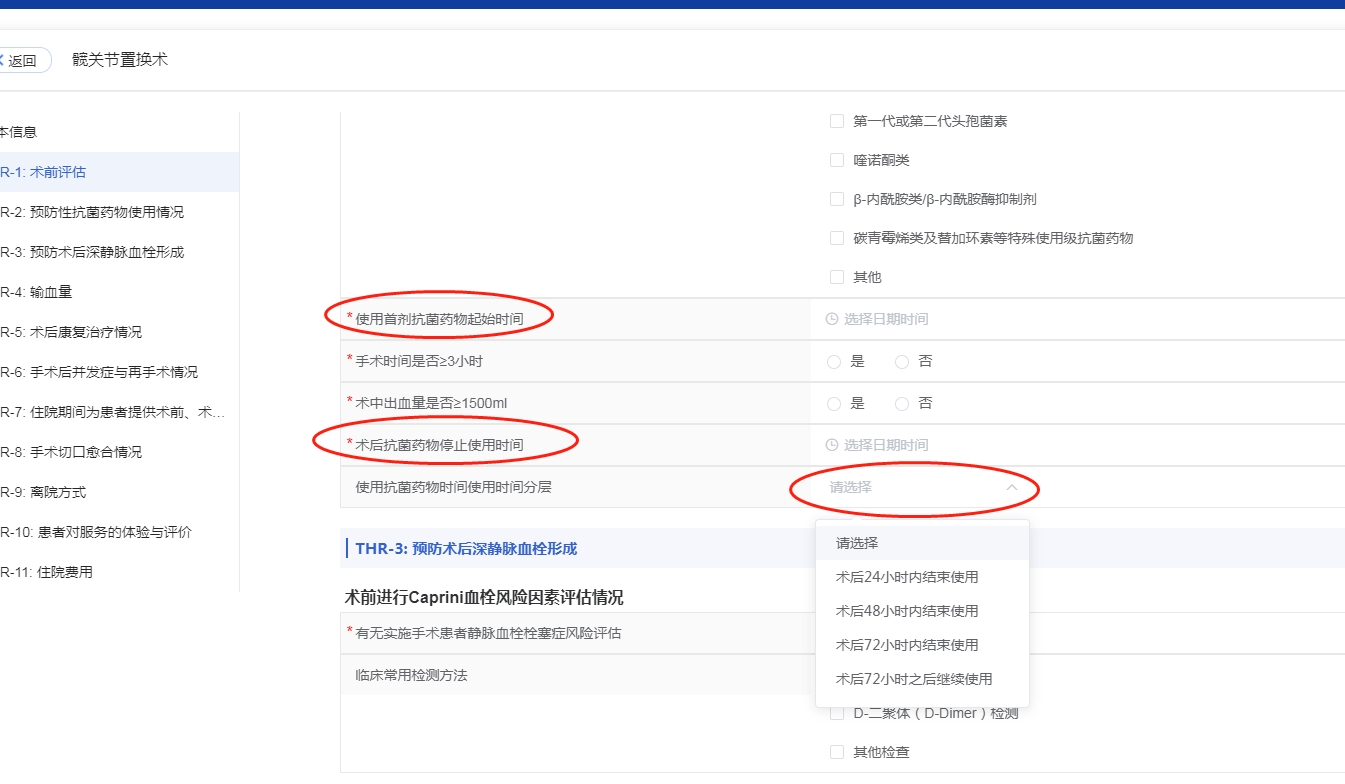 返回
髋关节置换术
本信息
R-1: 术前评估
R-2: 预防性抗菌药物使用情况
R-3: 预防术后深静脉血栓形成
R-4: 输血量
R-5: 术后康复治疗情况
R-6: 手术后并发症与再手术情况
R-7: 住院期间为患者提供术前、术...
R-8: 手术切口愈合情况
R-9: 离院方式
R-10: 患者对服务的体验与评价
R-11: 住院费用
第一代或第二代头孢菌素
喹诺酮类
β-内酰胺类/β-内酰胺酶抑制剂
碳青霉烯类及替加环素等特殊使用级抗菌药物
其他
*使用首剂抗菌药物起始时间
选择日期时间
*手术时间是否≥3小时
是 否
*术中出血量是否≥1500ml
是 否
*术后抗菌药物停止使用时间
选择日期时间
使用抗菌药物时间使用时间分层
请选择
请选择
术后24小时内结束使用
术后48小时内结束使用
术后72小时内结束使用
术后72小时之后继续使用
THR-3: 预防术后深静脉血栓形成
术前进行Caprini血栓风险因素评估情况
*有无实施手术患者静脉血栓栓塞症风险评估
临床常用检测方法
D-二聚体（D-Dimer）检测
其他检查